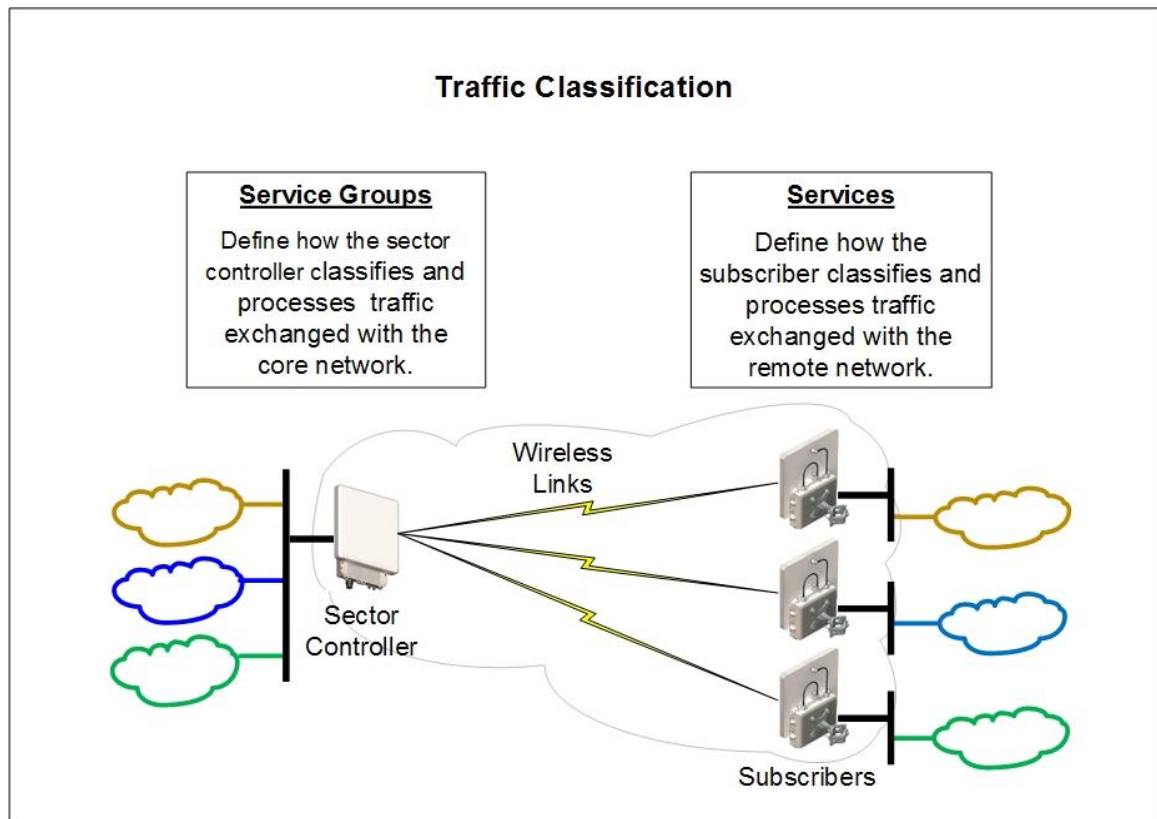 Traffic Classification
Service Groups
Define how the sector
controller classifies and
processes traffic
exchanged with the
core network.
Services
Define how the
subscriber classifies and
processes traffic
exchanged with the
remote network.
Wireless
Links
Sector
Controller
Subscribers